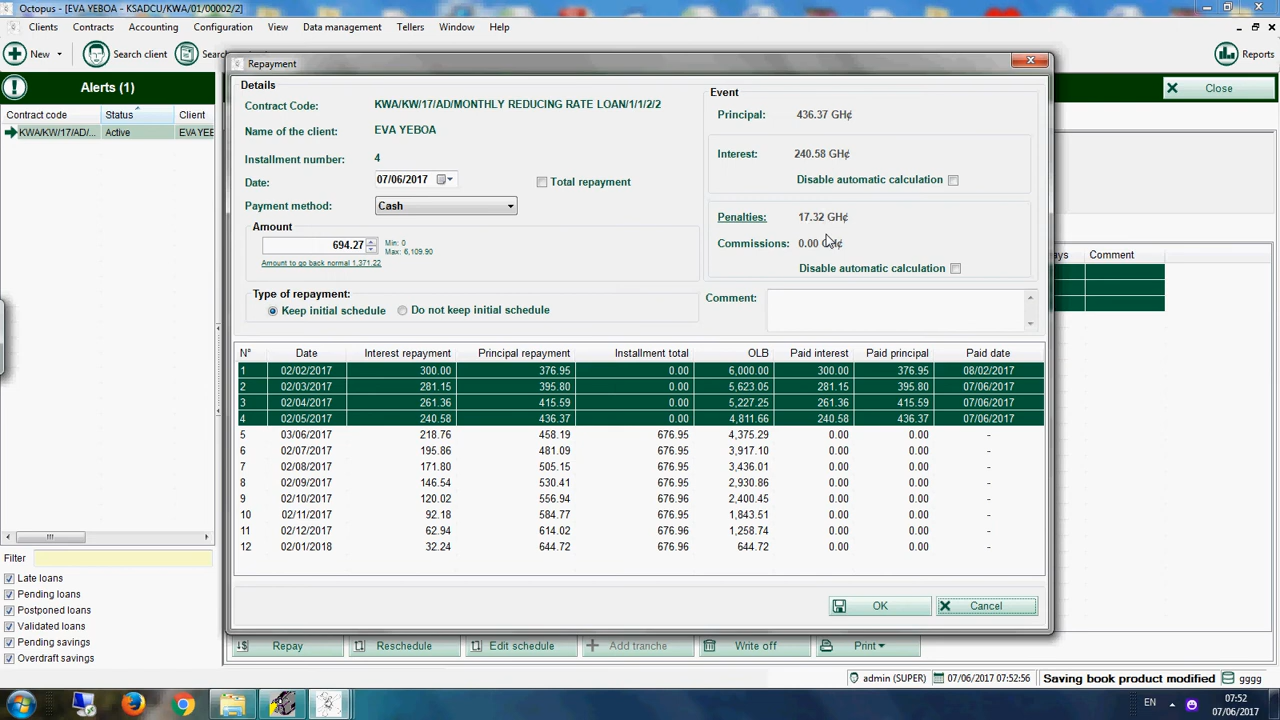 Octopus - [EVA YEBOA - KSADCU/KWA/01/00002/2]
Clients Contracts Accounting Configuration View Data management Tellers Window Help
New Search client Reports
Alerts (1)
Close
Contract code Status Client
KWA/KW/17/AD/... Active EVA YEB
Comment
Repayment
Details
Contract Code: KWA/KW/17/AD/MONTHLY REDUCING RATE LOAN/1/1/2/2
Name of the client: EVA YEBOA
Installment number: 4
Date: 07/06/2017 Total repayment
Payment method: Cash
Amount
694.27 Min: 0
Max: 6,109.90
Amount to go back normal 1,371.22
Type of repayment:
Keep initial schedule Do not keep initial schedule
Event
Principal: 436.37 GH¢
Interest: 240.58 GH¢
Disable automatic calculation
Penalties: 17.32 GH¢
Commissions: 0.00 GH¢
Disable automatic calculation
Comment:
N° Date Interest repayment Principal repayment Installment total OLB Paid interest Paid principal Paid date
1 02/02/2017 300.00 376.95 0.00 6,000.00 300.00 376.95 08/02/2017
2 02/03/2017 281.15 395.80 0.00 5,623.05 281.15 395.80 07/06/2017
3 02/04/2017 261.36 415.59 0.00 5,227.25 261.36 415.59 07/06/2017
4 02/05/2017 240.58 436.37 0.00 4,811.66 240.58 436.37 07/06/2017
5 03/06/2017 218.76 458.19 676.95 4,375.29 0.00 0.00 -
6 02/07/2017 195.86 481.09 676.95 3,917.10 0.00 0.00 -
7 02/08/2017 171.80 505.15 676.95 3,436.01 0.00 0.00 -
8 02/09/2017 146.54 530.41 676.95 2,930.86 0.00 0.00 -
9 02/10/2017 120.02 556.94 676.96 2,400.45 0.00 0.00 -
10 02/11/2017 92.18 584.77 676.95 1,843.51 0.00 0.00 -
11 02/12/2017 62.94 614.02 676.96 1,258.74 0.00 0.00 -
12 02/01/2018 32.24 644.72 676.96 644.72 0.00 0.00 -
OK Cancel
Filter
Late loans
Pending loans
Postponed loans
Validated loans
Pending savings
Overdraft savings
Repay Reschedule Edit schedule Add tranche Write off Print
admin (SUPER) 07/06/2017 07:52:56 Saving book product modified gggg
EN 07:52
07/06/2017